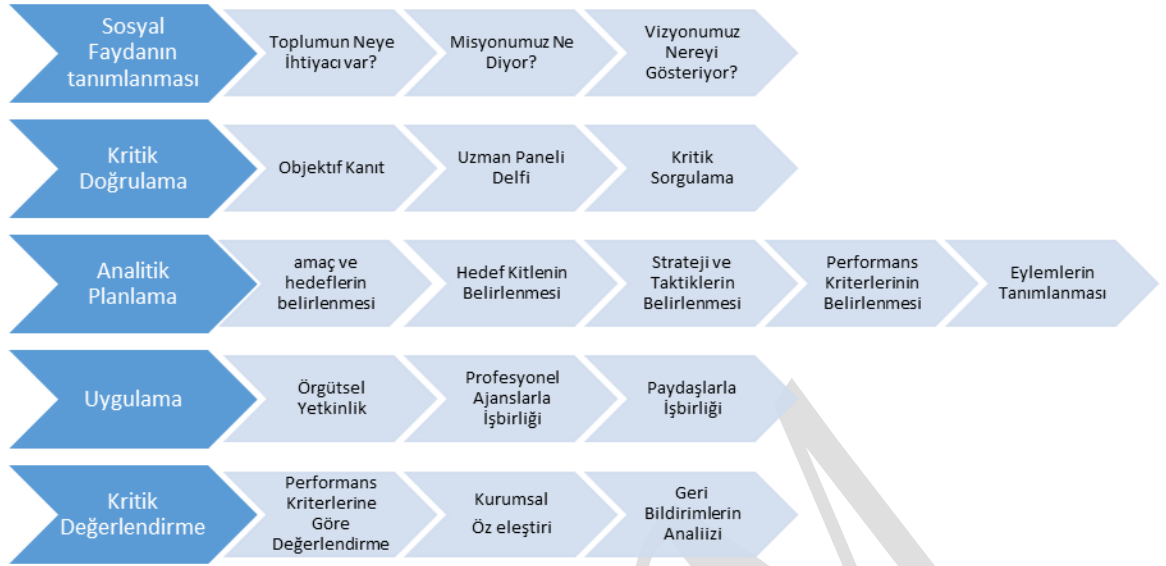 Sosyal
Faydanın
tanımlanması
Toplumun Neye
İhtiyacı var?
Misyonumuz Ne
Diyor?
Vizyonumuz
Nereyi
Gösteriyor?
Kritik
Doğrulama
Objektıf Kanıt
Uzman Paneli
Delfi
Kritik
Sorgulama
Analitik
Planlama
amaç ve
hedeflerin
belirlenmesi
Hedef Kitlenin
Belirlenmesi
Strateji ve
Taktiklerin
Belirlenmesi
Performans
Kriterlerinin
Belirlenmesi
Eylemlerin
Tanımlanması
Uygulama
Örgütsel
Yetkinlik
Profesyonel
Ajanslarla
İşbirliği
Paydaşlarla
İşbirliği
Kritik
Değerlendirme
Performans
Kriterlerine
Göre
Değerlendirme
Kurumsal
Öz eleştiri
Geri
Bildirimlerin
Analiizi